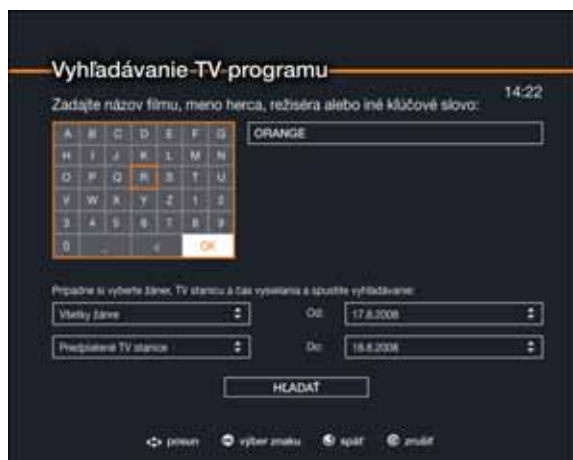 Vyhľadávanie TV programu
14:22
Zadajte názov filmu, meno herca, režiséra alebo iné kľúčové slovo:
A B C D E F G ORANGE
H I J K L M N
O P Q R S T U
V W X Y Z 1 2
3 4 5 6 7 8 9
0 _ < OK
Prípadne si vyberte žáner, TV stanicu a čas vysielania a spustite vyhľadávanie:
Všetky žánre Od: 17.8.2008
Predplatené TV stanice Do: 18.8.2008
HĽADAŤ
posun výber znaku späť zrušiť